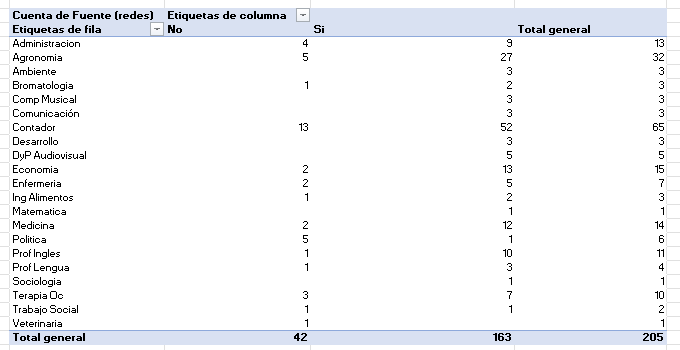 Cuenta de Fuente (redes) Etiquetas de columna
Etiquetas de fila No Si Total general
Administracion 4 9 13
Agronomia 5 27 32
Ambiente 3 3
Bromatologia 1 2 3
Comp Musical 3 3
Comunicación 3 3
Contador 13 52 65
Desarrollo 3 3
DyP Audiovisual 5 5
Economia 2 13 15
Enfermeria 2 5 7
Ing Alimentos 1 2 3
Matematica 1 1
Medicina 2 12 14
Politica 5 1 6
Prof Ingles 1 10 11
Prof Lengua 1 3 4
Sociologia 1 1
Terapia Oc 3 7 10
Trabajo Social 1 1 2
Veterinaria 1 1
Total general 42 163 205